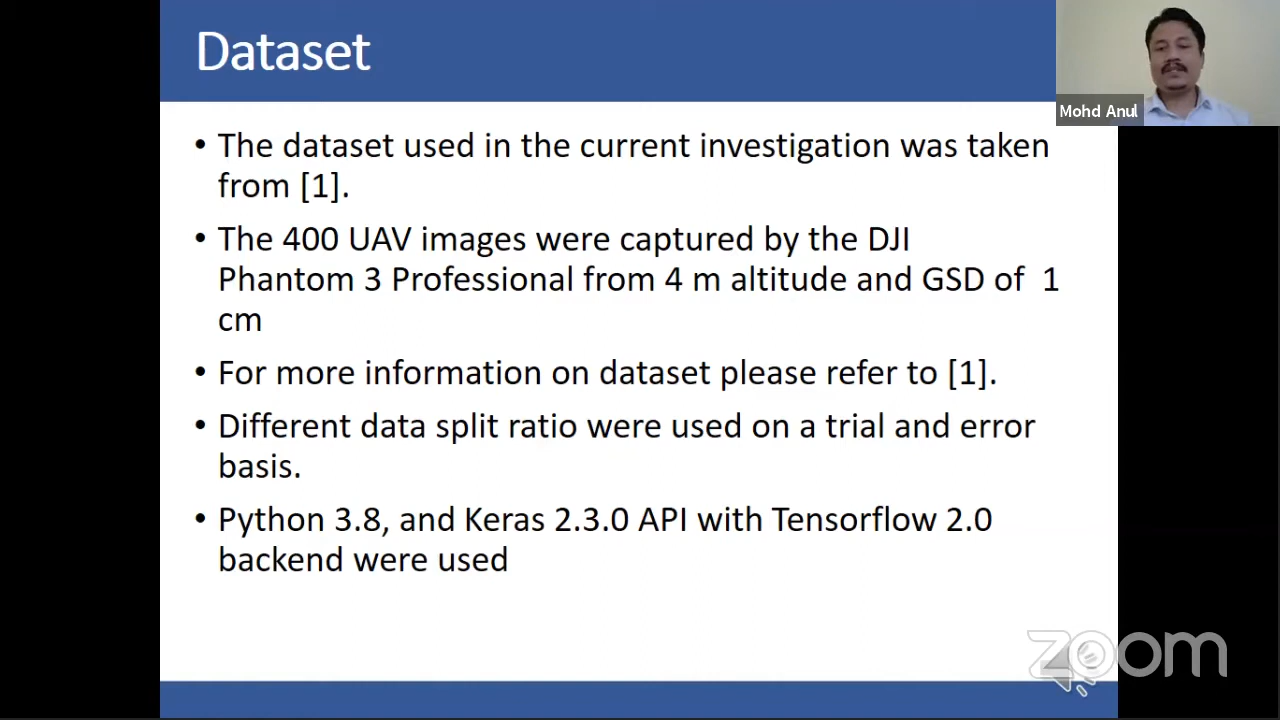 Dataset
Mohd Anul
• The dataset used in the current investigation was taken
from [1].
• The 400 UAV images were captured by the DJI
Phantom 3 Professional from 4 m altitude and GSD of 1
cm
• For more information on dataset please refer to [1].
• Different data split ratio were used on a trial and error
basis.
• Python 3.8, and Keras 2.3.0 API with Tensorflow 2.0
backend were used
zoom